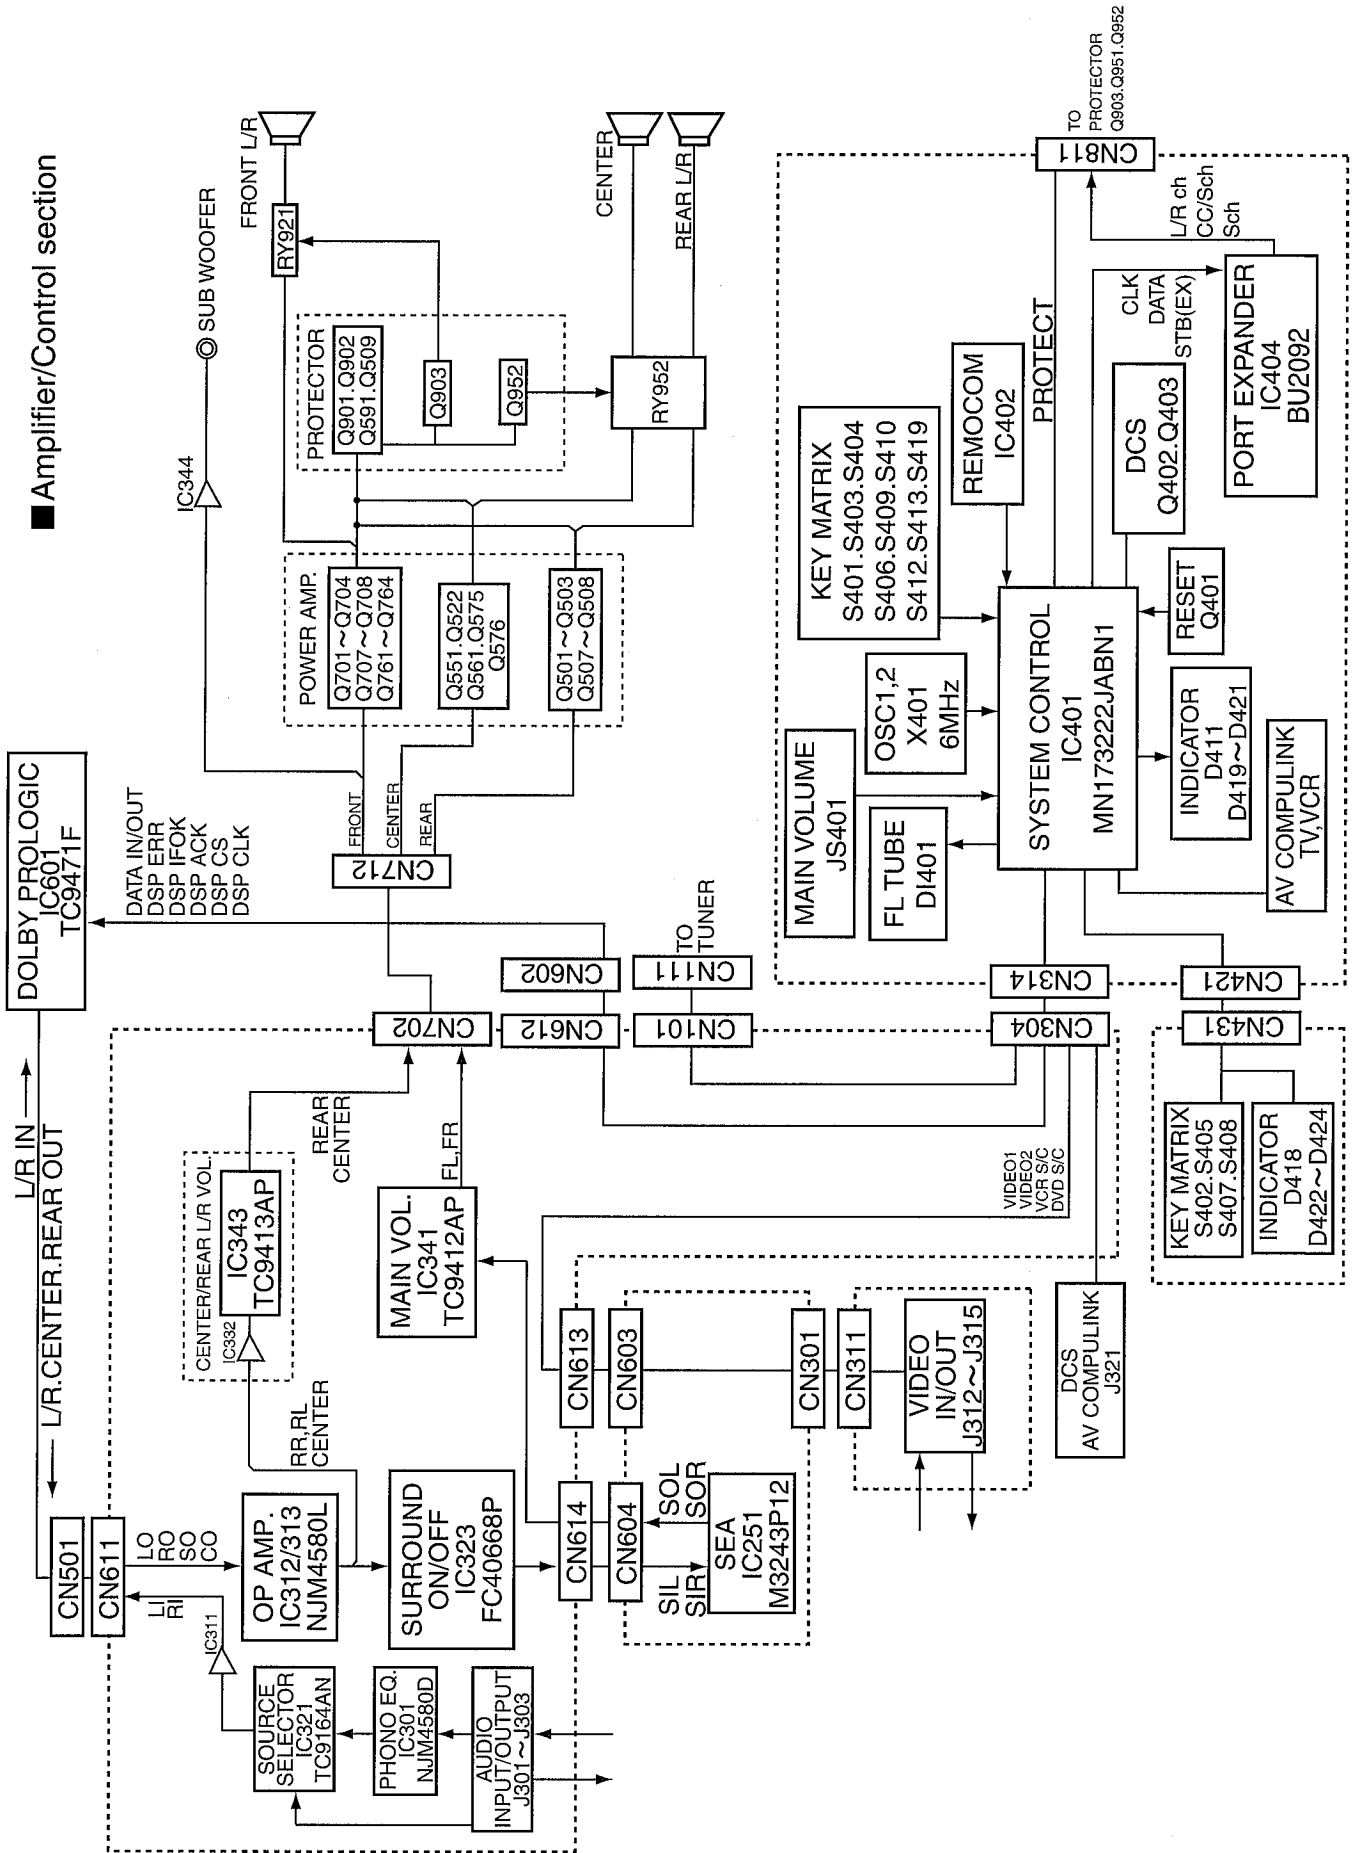 ■ Amplifier/Control section
DOLBY PROLOGIC
IC601
TC9471F
L/R IN
L/R.CENTER.REAR OUT
DATA IN/OUT
DSP ERR
DSP IFOK
DSP ACK
DSP CS
DSP CLK
CN501
CN611
LI
RI
LO
RO
SO
CO
IC311
SOURCE
SELECTOR
IC321
TC9164AN
PHONO EQ.
IC301
NJM4580D
AUDIO
INPUT/OUTPUT
J301～J303
OP AMP.
IC312/313
NJM4580L
SURROUND
ON/OFF
IC323
FC40668P
RR,RL
CENTER
CENTER/REAR L/R VOL.
IC332
IC343
TC9413AP
REAR
CENTER
MAIN VOL.
IC341
TC9412AP
FL,FR
CN702
CN612
CN602
CN101
CN111
TO
TUNER
CN304
CN314
CN712
FRONT
CENTER
REAR
IC344
SUB WOOFER
POWER AMP.
Q701～Q704
Q707～Q708
Q761～Q764
Q551.Q522
Q561.Q575
Q576
Q501～Q503
Q507～Q508
PROTECTOR
Q901.Q902
Q591.Q509
Q903
Q952
RY921
FRONT L/R
RY952
CENTER
REAR L/R
CN614
CN604
SIL
SIR
SOL
SOR
SEA
IC251
M3243P12
CN613
CN603
CN301
CN311
VIDEO
IN/OUT
J312～J315
VIDEO1
VIDEO2
VCR S/C
DVD S/C
DCS
AV COMPULINK
J321
CN421
CN431
KEY MATRIX
S402.S405
S407.S408
INDICATOR
D418
D422～D424
MAIN VOLUME
JS401
FL TUBE
DI401
OSC1,2
X401
6MHz
KEY MATRIX
S401.S403.S404
S406.S409.S410
S412.S413.S419
REMOCOM
IC402
SYSTEM CONTROL
IC401
MN173222JABN1
PROTECT
AV COMPULINK
TV,VCR
INDICATOR
D411
D419～D421
RESET
Q401
DCS
Q402.Q403
CLK
DATA
STB(EX)
PORT EXPANDER
IC404
BU2092
L/R ch
CC/Sch
Sch
CN811
TO
PROTECTOR
Q903.Q951.Q952